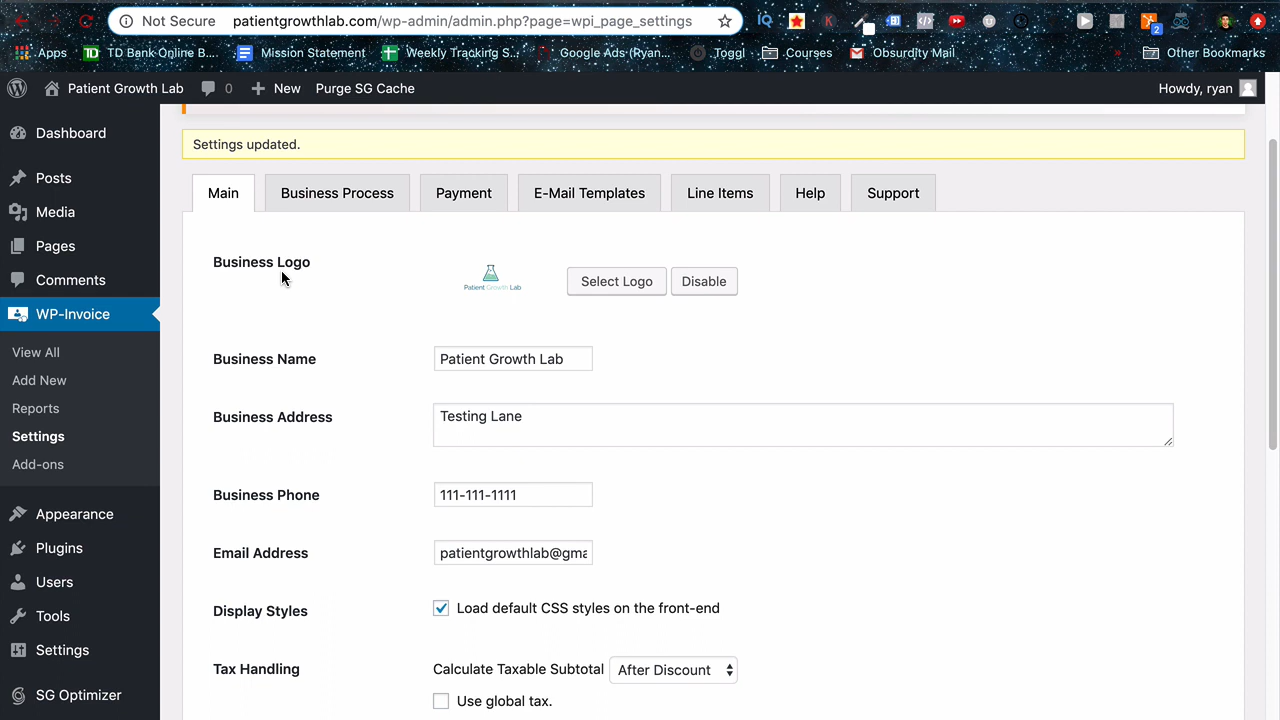 Not Secure patientgrowthlab.com/wp-admin/admin.php?page=wpi_page_settings
2
Apps TD Bank Online B... Mission Statement Weekly Tracking S... Google Ads (Ryan... Toggl Courses Absurdity Mail » Other Bookmarks
Patient Growth Lab 0 New Purge SG Cache Howdy, ryan
Dashboard
Posts
Media
Pages
Comments
WP-Invoice
View All
Add New
Reports
Settings
Add-ons
Appearance
Plugins
Users
Tools
Settings
SG Optimizer
Settings updated.
Main Business Process Payment E-Mail Templates Line Items Help Support
Business Logo Patient Growth Lab Select Logo Disable
Business Name Patient Growth Lab
Business Address Testing Lane
Business Phone 111-111-1111
Email Address patientgrowthlab@gma
Display Styles Load default CSS styles on the front-end
Tax Handling Calculate Taxable Subtotal After Discount
Use global tax.